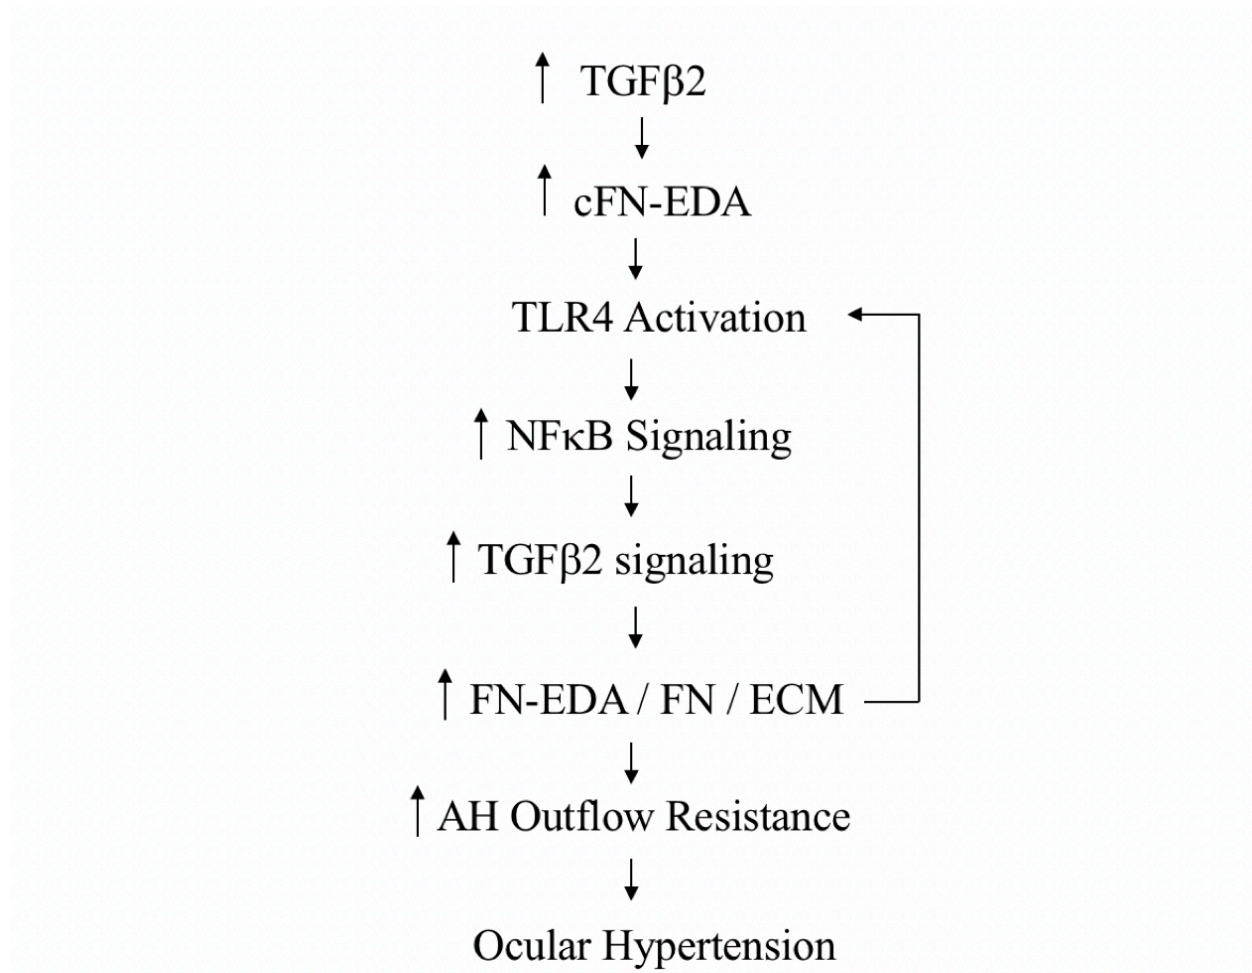 ↑ TGFβ2
↑ cFN-EDA
TLR4 Activation
↑ NFκB Signaling
↑ TGFβ2 signaling
↑ FN-EDA / FN / ECM
↑ AH Outflow Resistance
Ocular Hypertension